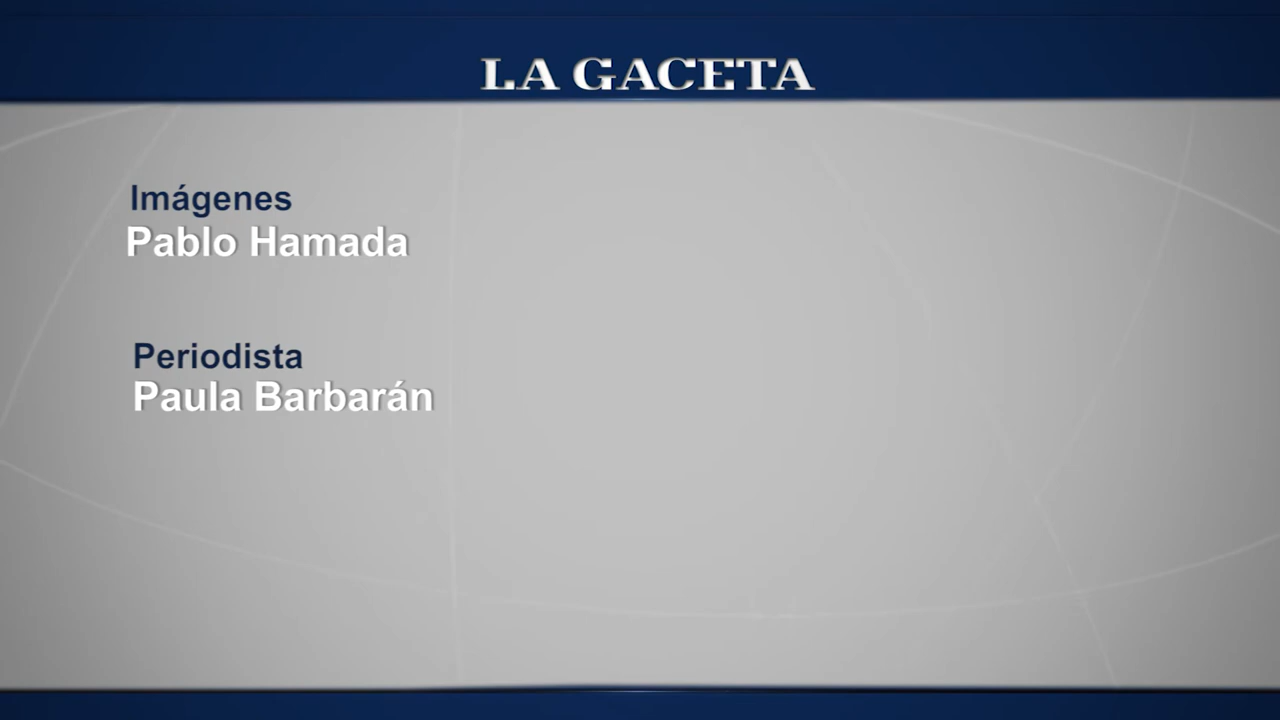 LA GACETA
Imágenes
Pablo Hamada
Periodista
Paula Barbarán